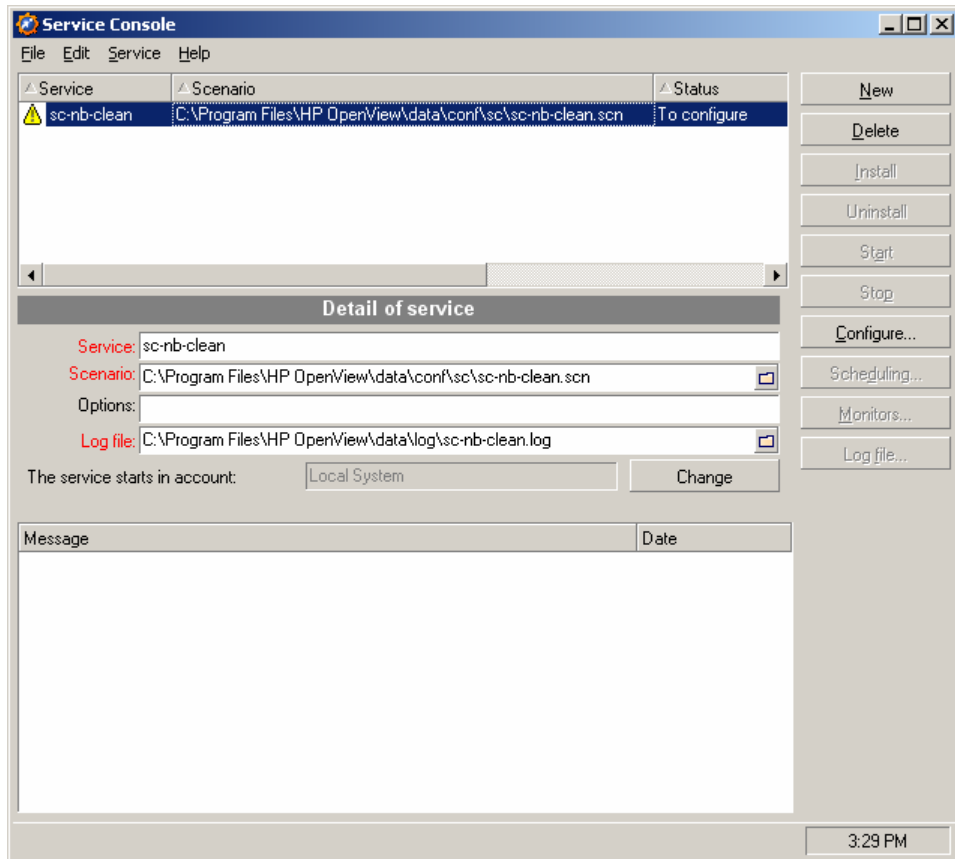 Service Console
File Edit Service Help
Service Scenario Status
sc-nb-clean C:\Program Files\HP OpenView\data\conf\sc\sc-nb-clean.scn To configure
New
Delete
Install
Uninstall
Start
Stop
Configure...
Scheduling...
Monitors...
Log file...
Detail of service
Service: sc-nb-clean
Scenario: C:\Program Files\HP OpenView\data\conf\sc\sc-nb-clean.scn
Options:
Log file: C:\Program Files\HP OpenView\data\log\sc-nb-clean.log
The service starts in account: Local System Change
Message Date
3:29 PM